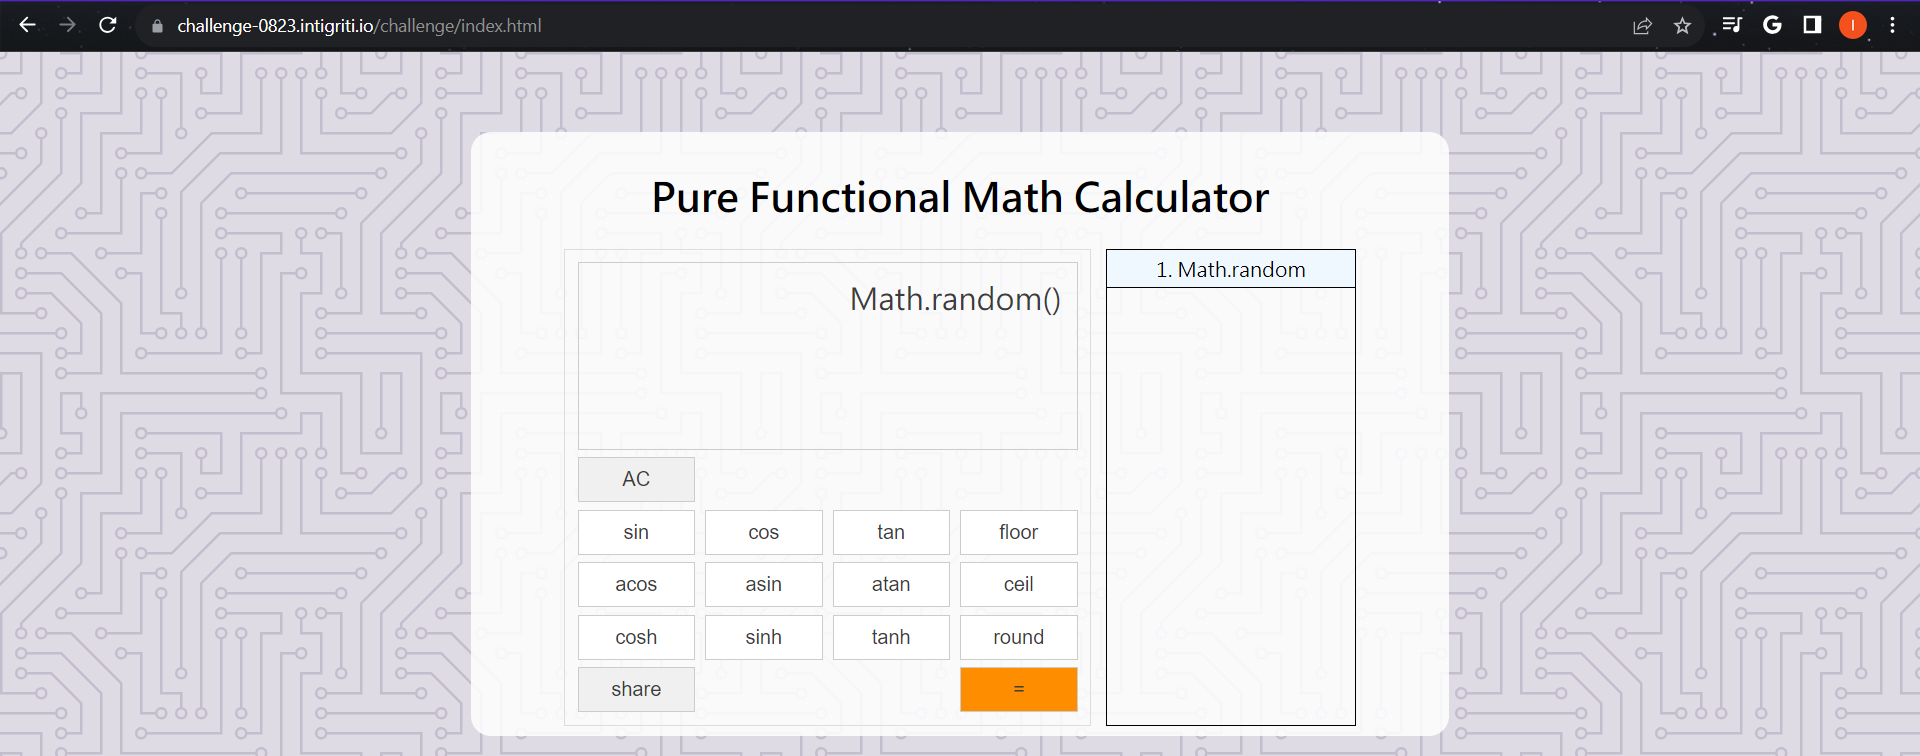 challenge-0823.intigriti.io/challenge/index.html
I
Pure Functional Math Calculator
Math.random()
1. Math.random
AC
sin cos tan floor
acos asin atan ceil
cosh sinh tanh round
share =